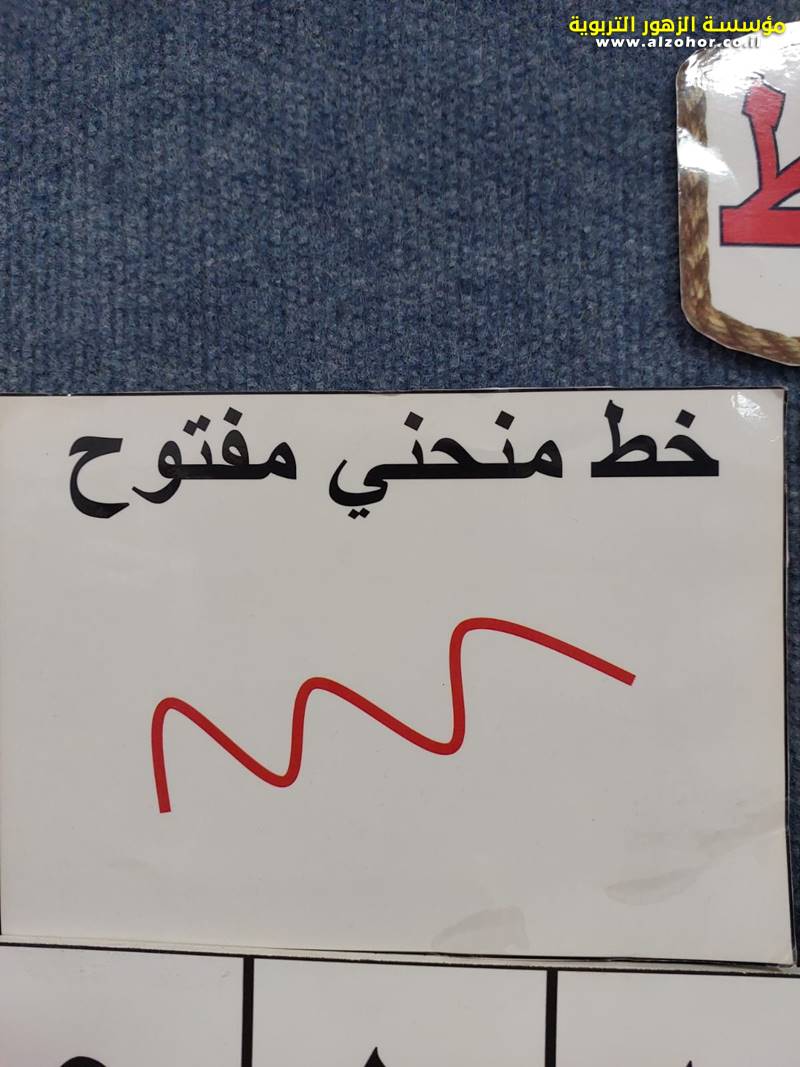 مؤسسة الزهور التربوية
www.alzohor.co.il
خط منحني مفتوح